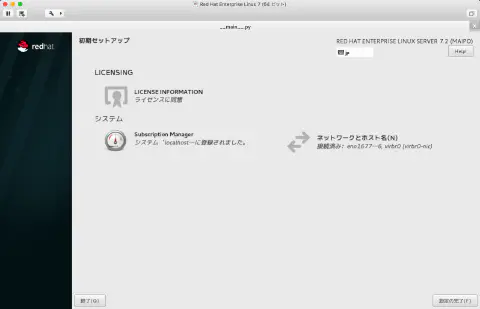 Red Hat Enterprise Linux 7 (64 ビット)
__main__.py
redhat
初期セットアップ
RED HAT ENTERPRISE LINUX SERVER 7.2 (MAIPO)
jp
Help!
LICENSING
LICENSE INFORMATION
ライセンスに同意
システム
Subscription Manager
システム 'localhost---に登録されました。
ネットワークとホスト名(N)
接続済み: eno1677---6, virbr0 (virbr0-nic)
終了(Q)
設定の完了(F)